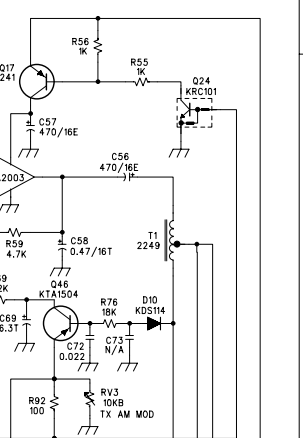 R56
1K
R55
1K
Q17
241
Q24
KRC101
C57
470/16E
C56
470/16E
2003
T1
2249
R59
4.7K
C58
0.47/16T
69
2K
Q46
KTA1504
R76
18K
D10
KDS114
C69
6.3T
C72
0.022
C73
N/A
R92
100
RV3
10KB
TX AM MOD